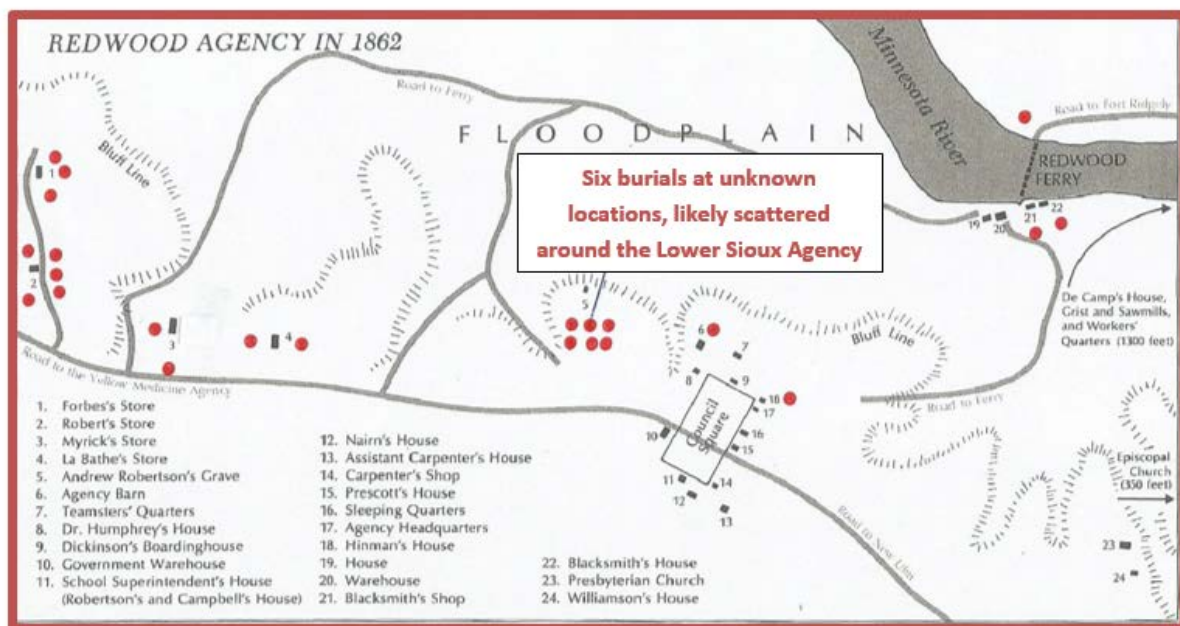 REDWOOD AGENCY IN 1862
Road to Ferry
Minnesota River
Road to Fort Ridgely
FLOODPLAIN
REDWOOD
FERRY
Bluff Line
Six burials at unknown
locations, likely scattered
around the Lower Sioux Agency
1
2
3
4
5
6
7
8
9
10
11
12
13
14
15
16
17
18
19
20
21
22
De Camp's House,
Grist and Sawmills,
and Workers'
Quarters (1300 feet)
Bluff Line
Road to the Yellow Medicine Agency
Road to Ferry
Council
Square
Episcopal
Church
(350 feet)
Road to New Ulm
23
24
1. Forbes's Store
2. Robert's Store
3. Myrick's Store
4. La Bathe's Store
5. Andrew Robertson's Grave
6. Agency Barn
7. Teamsters' Quarters
8. Dr. Humphrey's House
9. Dickinson's Boardinghouse
10. Government Warehouse
11. School Superintendent's House
(Robertson's and Campbell's House)
12. Nairn's House
13. Assistant Carpenter's House
14. Carpenter's Shop
15. Prescott's House
16. Sleeping Quarters
17. Agency Headquarters
18. Hinman's House
19. House
20. Warehouse
21. Blacksmith's Shop
22. Blacksmith's House
23. Presbyterian Church
24. Williamson's House